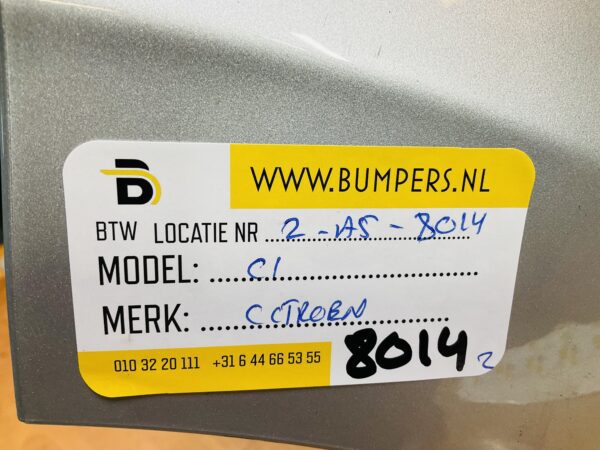 WWW.BUMPERS.NL
BTW LOCATIE NR 2-A5-8014
MODEL: C1
MERK: CITROEN
010 32 20 111 +31 6 44 66 53 55 8014 2